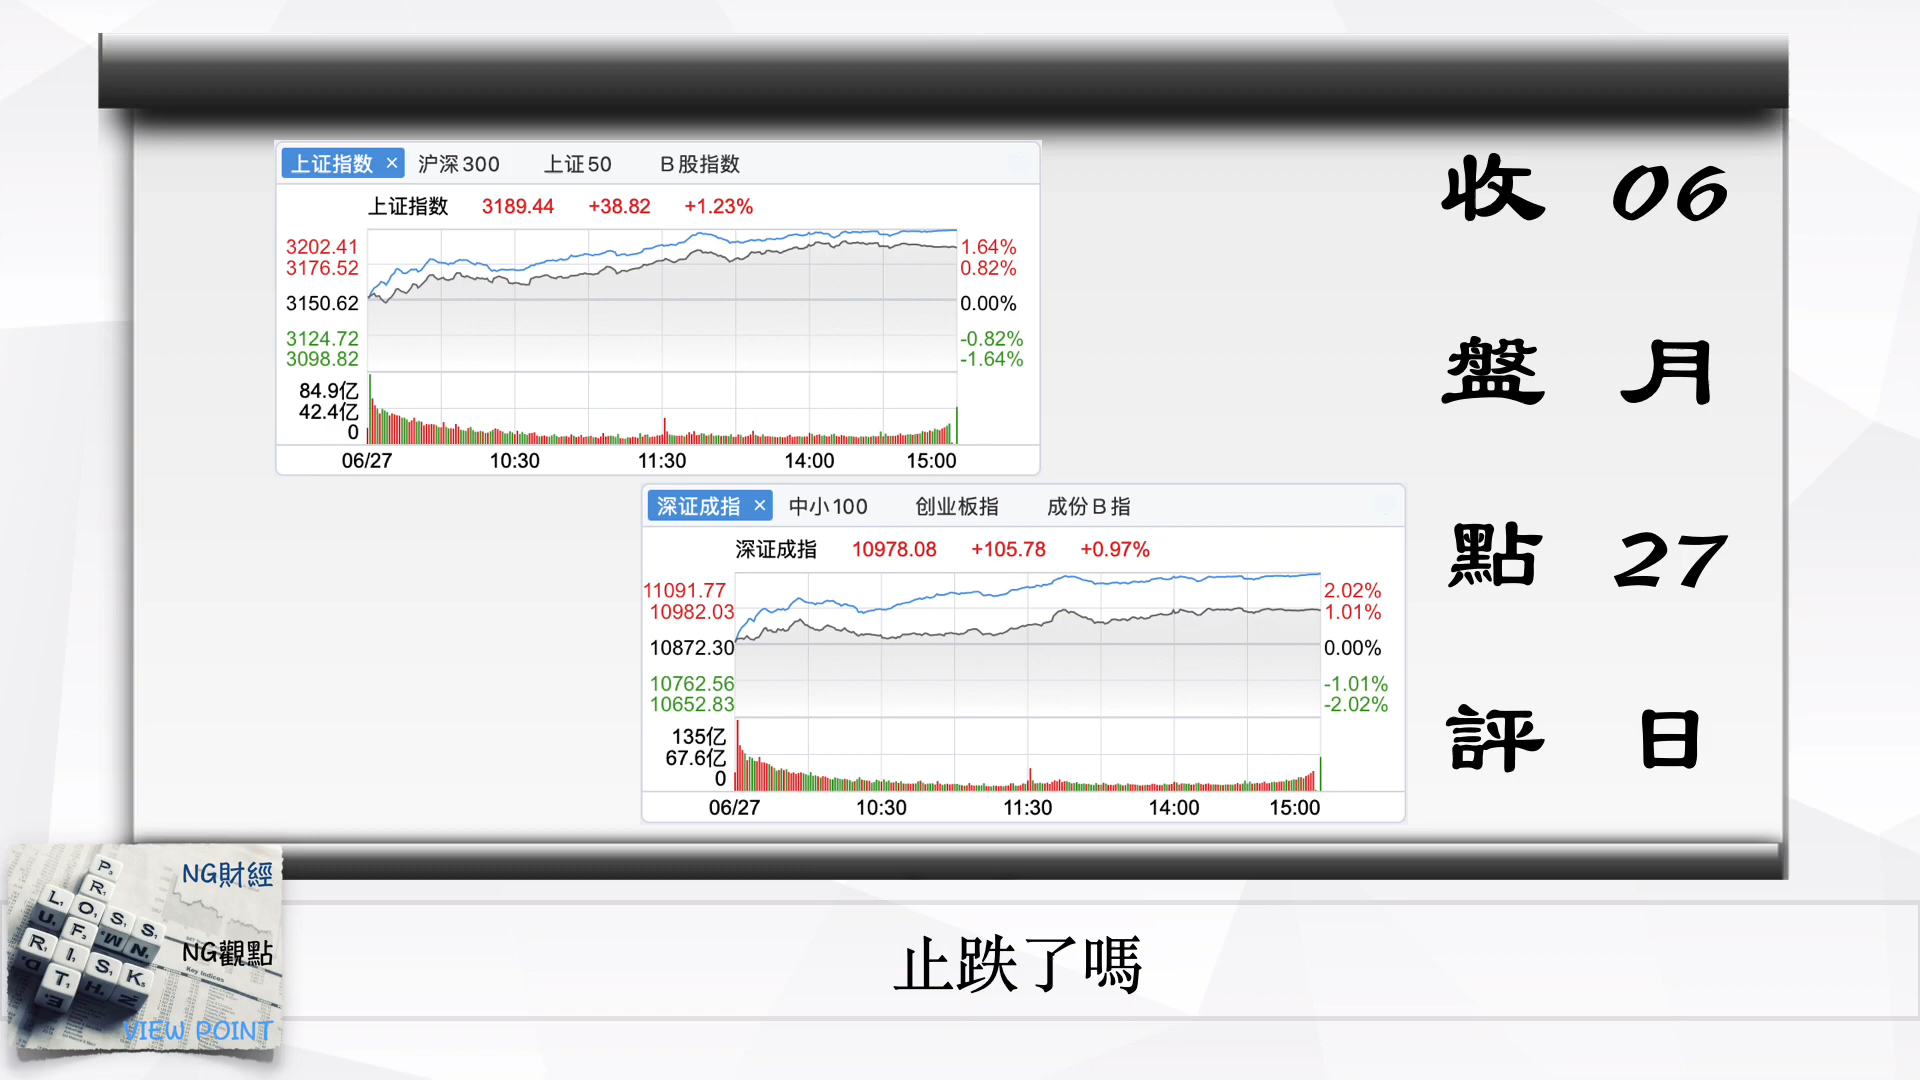 上证指数 × 沪深300 上证50 B股指数
上证指数 3189.44 +38.82 +1.23%
3202.41 1.64%
3176.52 0.82%
3150.62 0.00%
3124.72 -0.82%
3098.82 -1.64%
84.9亿
42.4亿
0
06/27 10:30 11:30 14:00 15:00
深证成指 × 中小100 创业板指 成份B指
深证成指 10978.08 +105.78 +0.97%
11091.77 2.02%
10982.03 1.01%
10872.30 0.00%
10762.56 -1.01%
10652.83 -2.02%
135亿
67.6亿
0
06/27 10:30 11:30 14:00 15:00
06月27日
收盤點評
NG財經
NG觀點
VIEW POINT
止跌了嗎